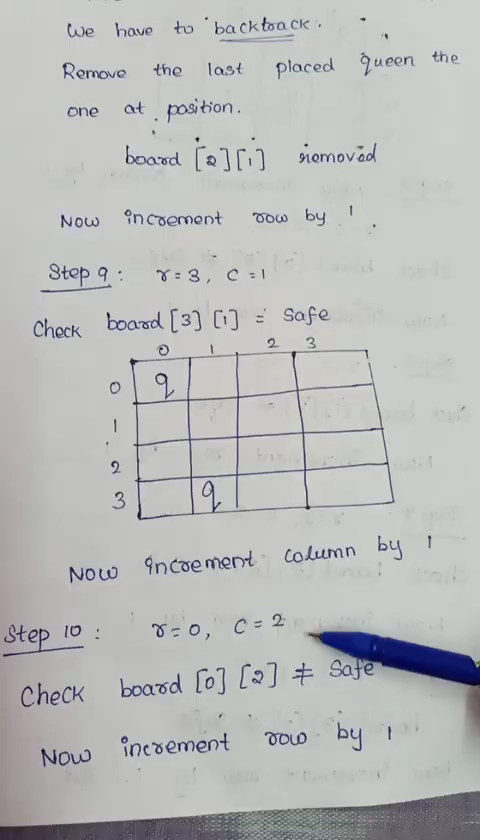 We have to backtrack.
Remove the last placed queen the
one at position.
board [2][1] removed
Now increment row by 1.
Step 9 : r=3, c=1
Check board[3][1] = Safe
0 1 2 3
0 q
1
2
3 q
Now increment column by 1
Step 10 : r=0, c=2
Check board [0][2] ≠ Safe
Now increment row by 1